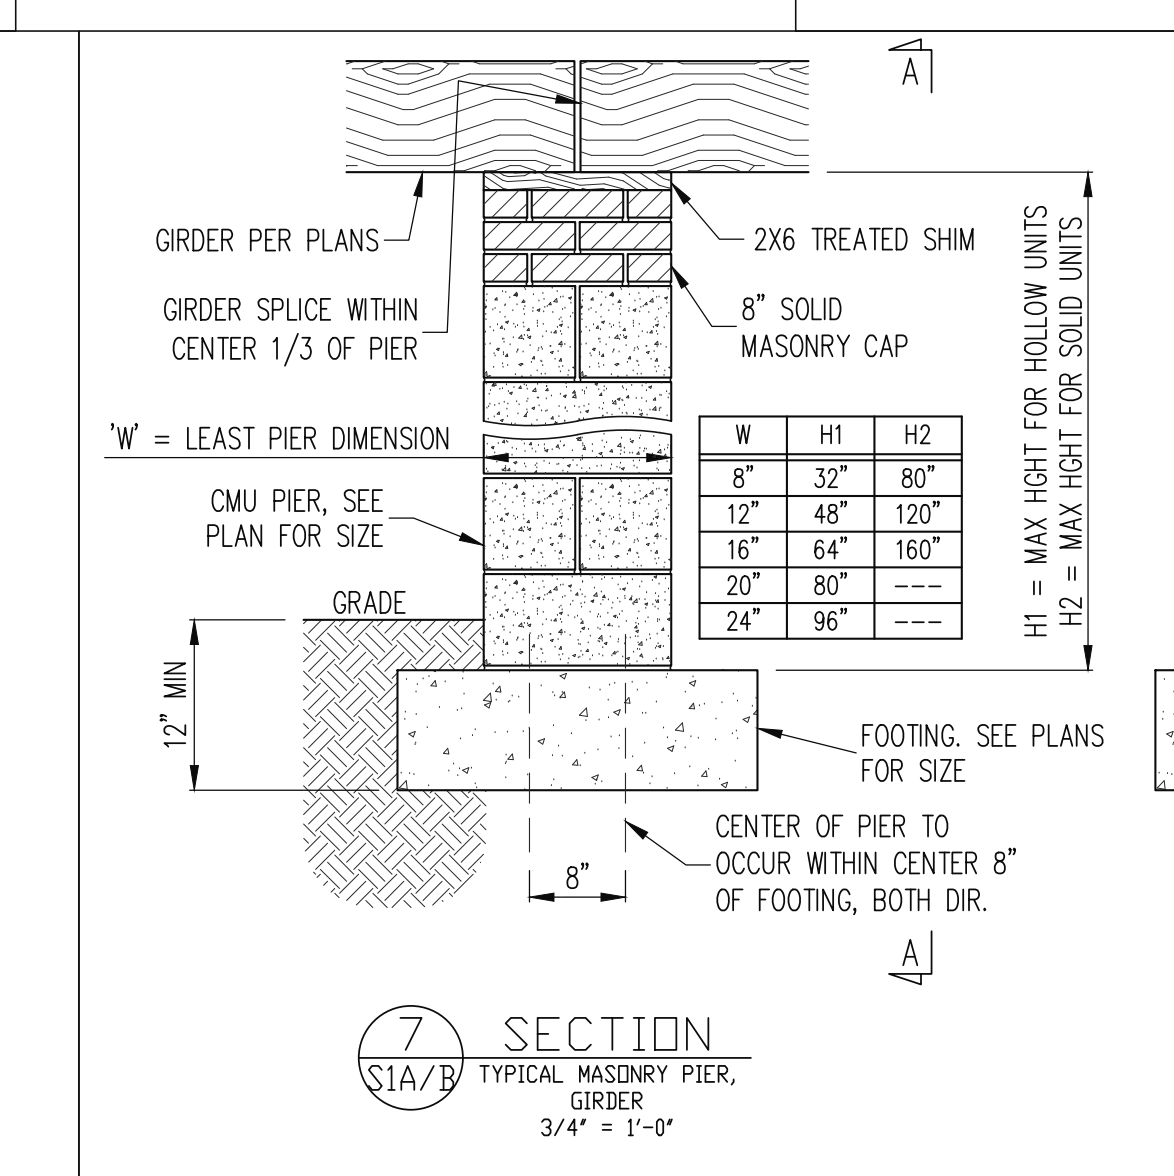 A
GIRDER PER PLANS
2X6 TREATED SHIM
GIRDER SPLICE WITHIN
CENTER 1/3 OF PIER
8" SOLID
MASONRY CAP
H1 = MAX HGHT FOR HOLLOW UNITS
H2 = MAX HGHT FOR SOLID UNITS
'W' = LEAST PIER DIMENSION
W H1 H2
8" 32" 80"
12" 48" 120"
16" 64" 160"
20" 80" ---
24" 96" ---
CMU PIER, SEE
PLAN FOR SIZE
GRADE
12" MIN
FOOTING. SEE PLANS
FOR SIZE
CENTER OF PIER TO
OCCUR WITHIN CENTER 8"
OF FOOTING, BOTH DIR.
8"
A
7
S1A/B
SECTION
TYPICAL MASONRY PIER,
GIRDER
3/4" = 1'-0"